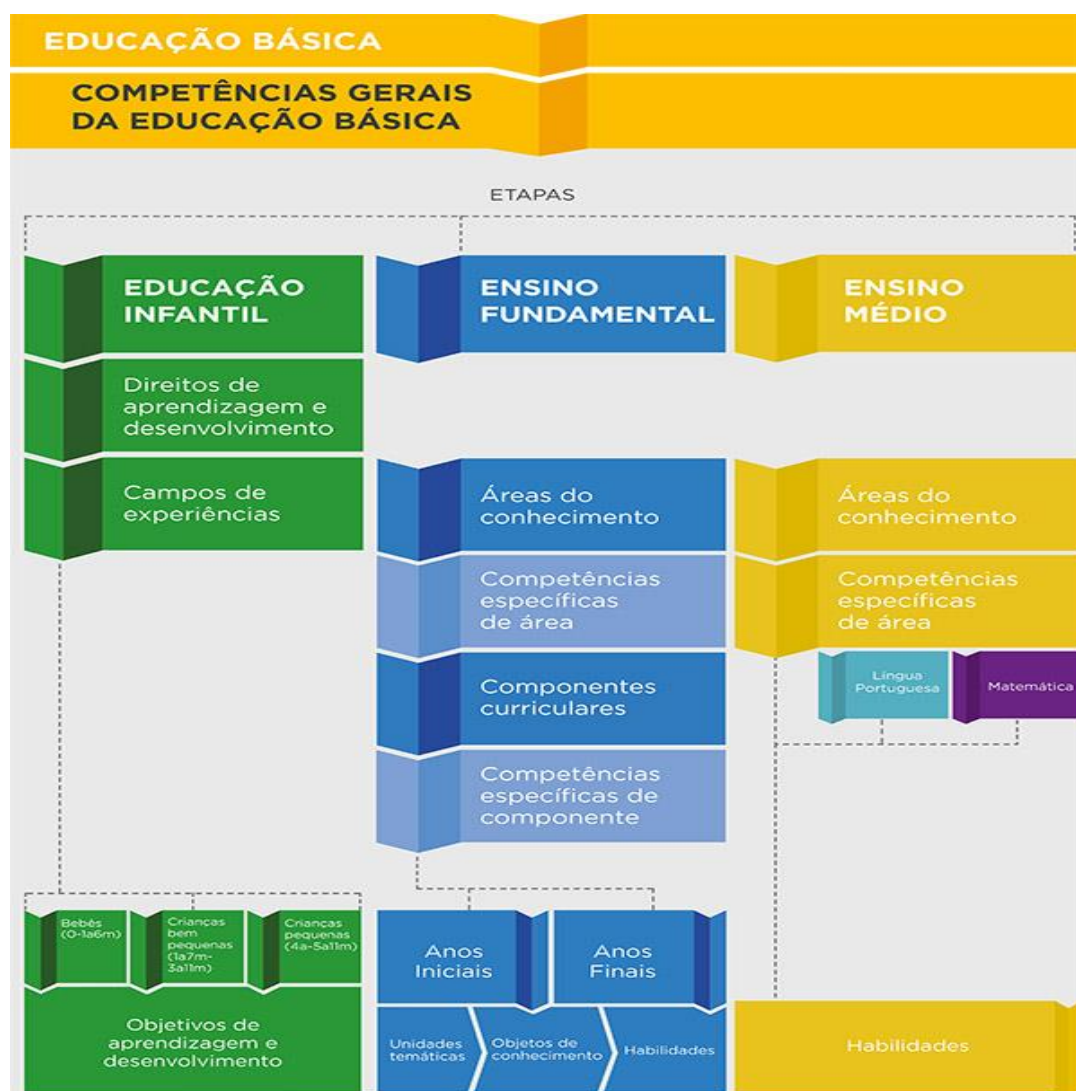 EDUCAÇÃO BÁSICA
COMPETÊNCIAS GERAIS
DA EDUCAÇÃO BÁSICA
ETAPAS
EDUCAÇÃO
INFANTIL
Direitos de
aprendizagem e
desenvolvimento
Campos de
experiências
Bebês
(0-1a6m)
Crianças
bem
pequenas
(1a7m-
3a11m)
Crianças
pequenas
(4a-5a11m)
Objetivos de
aprendizagem e
desenvolvimento
ENSINO
FUNDAMENTAL
Áreas do
conhecimento
Competências
específicas
de área
Componentes
curriculares
Competências
específicas de
componente
Anos
Iniciais
Anos
Finais
Unidades
temáticas
Objetos de
conhecimento
Habilidades
ENSINO
MÉDIO
Áreas do
conhecimento
Competências
específicas
de área
Língua
Portuguesa
Matemática
Habilidades